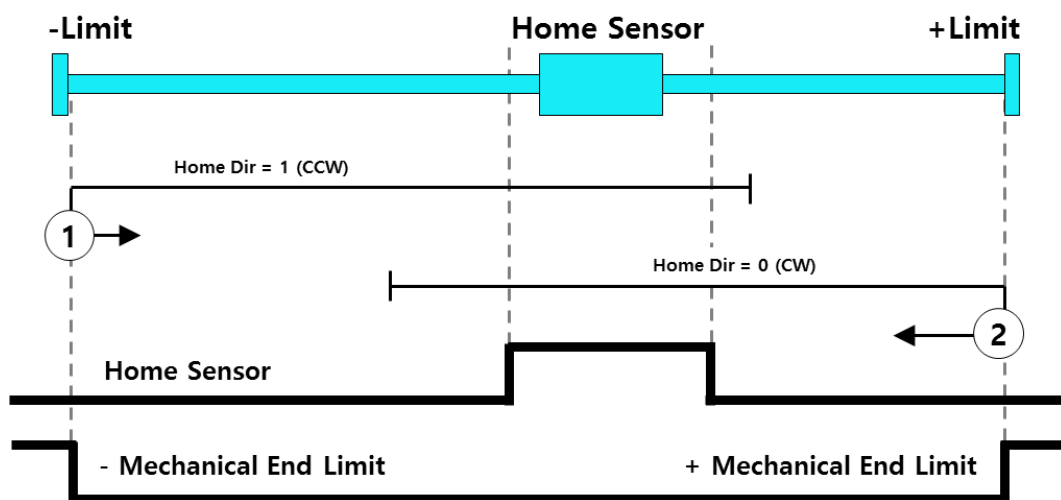 -Limit
Home Sensor
+Limit
Home Dir = 1 (CCW)
1
Home Dir = 0 (CW)
2
Home Sensor
- Mechanical End Limit
+ Mechanical End Limit